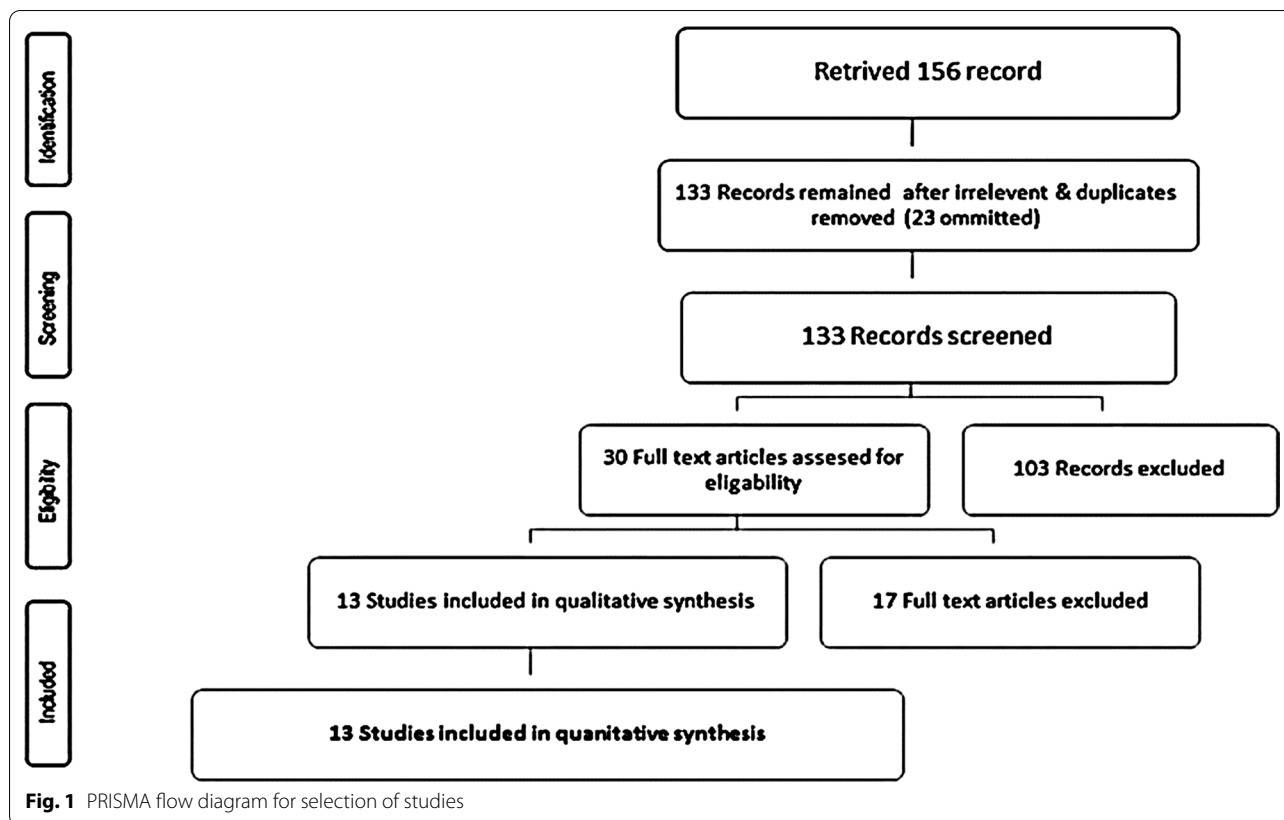 Identification
Retrived 156 record
133 Records remained after irrelevent & duplicates
removed (23 ommitted)
Screening
133 Records screened
Eligibility
30 Full text articles assesed for
eligability
103 Records excluded
13 Studies included in qualitative synthesis
17 Full text articles excluded
Included
13 Studies included in quanitative synthesis
Fig. 1 PRISMA flow diagram for selection of studies